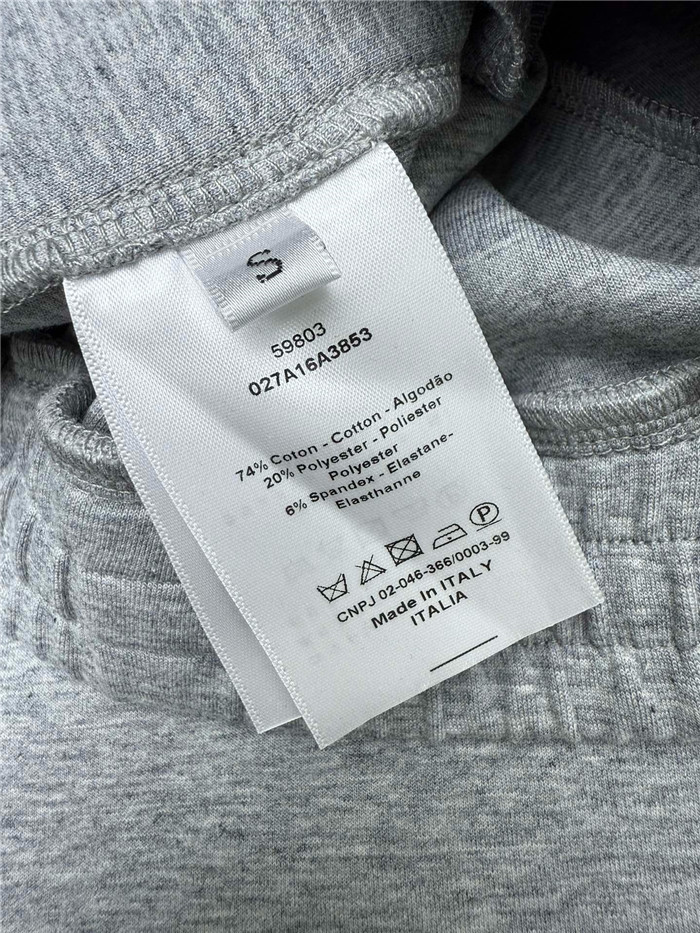 S
59803
027A16A3853
74% Coton - Cotton - Algodão
20% Polyester - Poliester
Polyester
6% Spandex - Elastane-
Elasthanne
P
CNPJ 02-046-366/0003-99
Made In ITALY
ITALIA